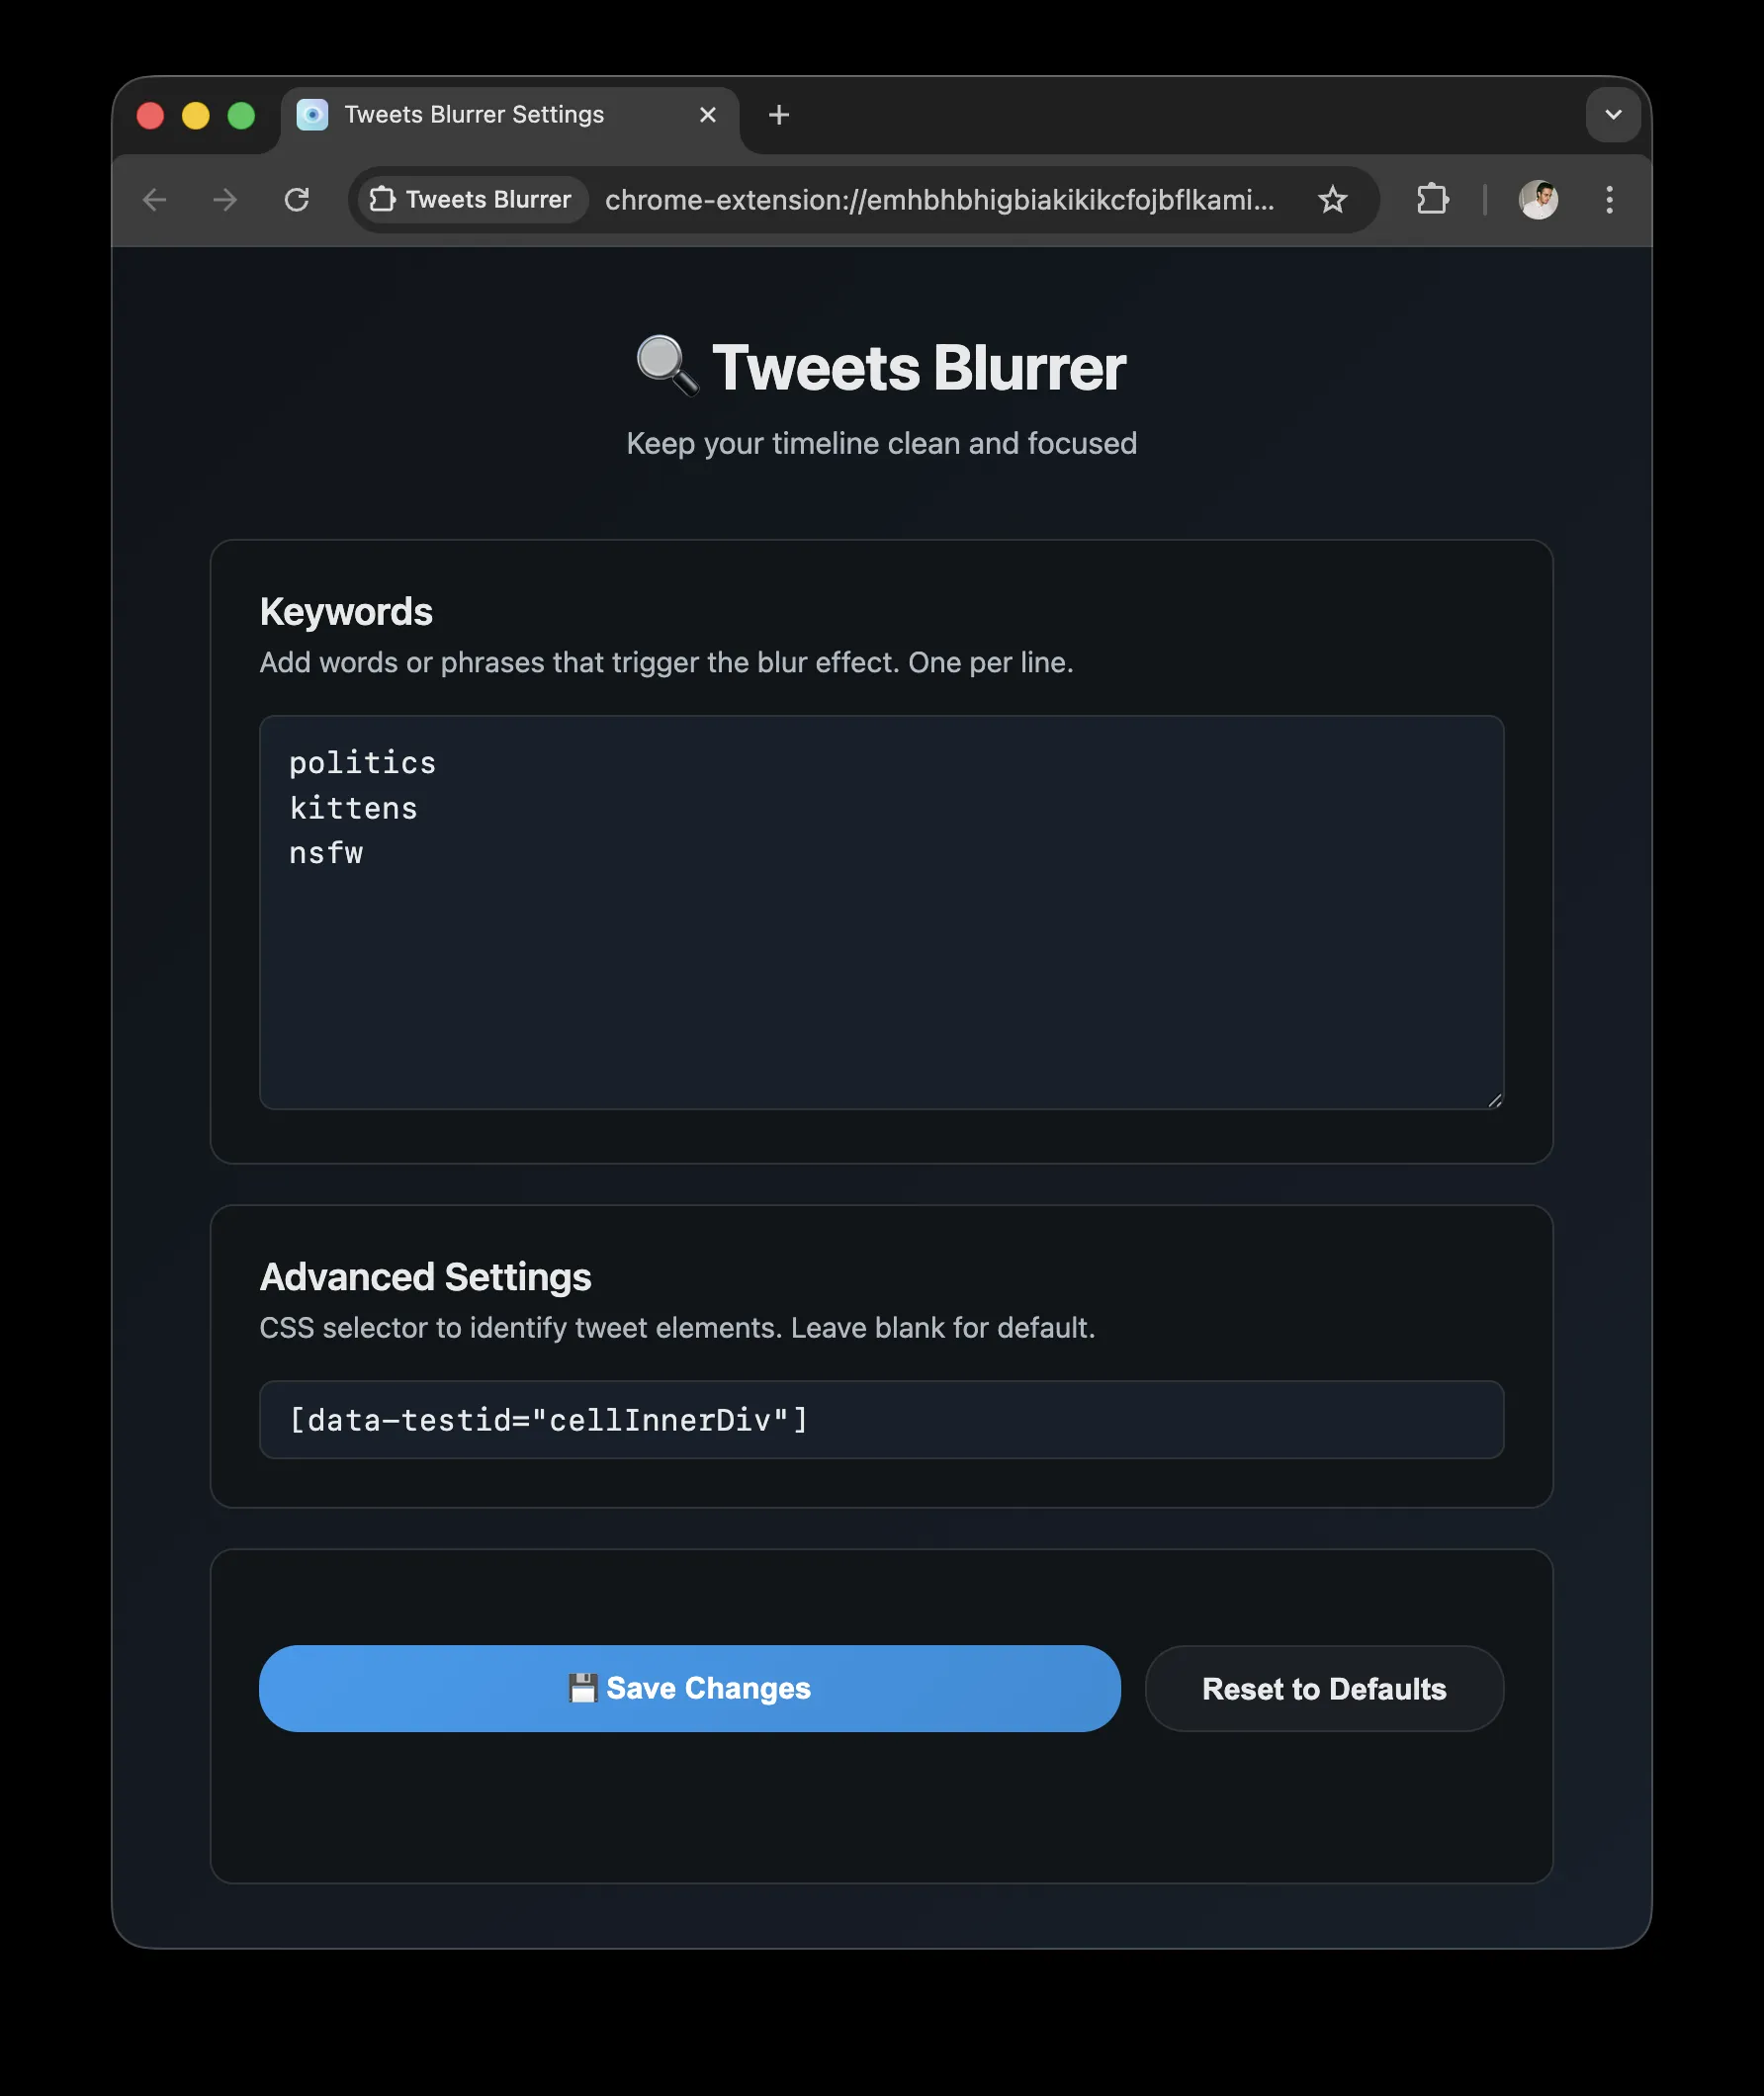 Tweets Blurrer Settings
Tweets Blurrer chrome-extension://emhbhbhigbiakikikcfojbflkami...
Tweets Blurrer
Keep your timeline clean and focused
Keywords
Add words or phrases that trigger the blur effect. One per line.
politics
kittens
nsfw
Advanced Settings
CSS selector to identify tweet elements. Leave blank for default.
[data-testid="cellInnerDiv"]
Save Changes
Reset to Defaults